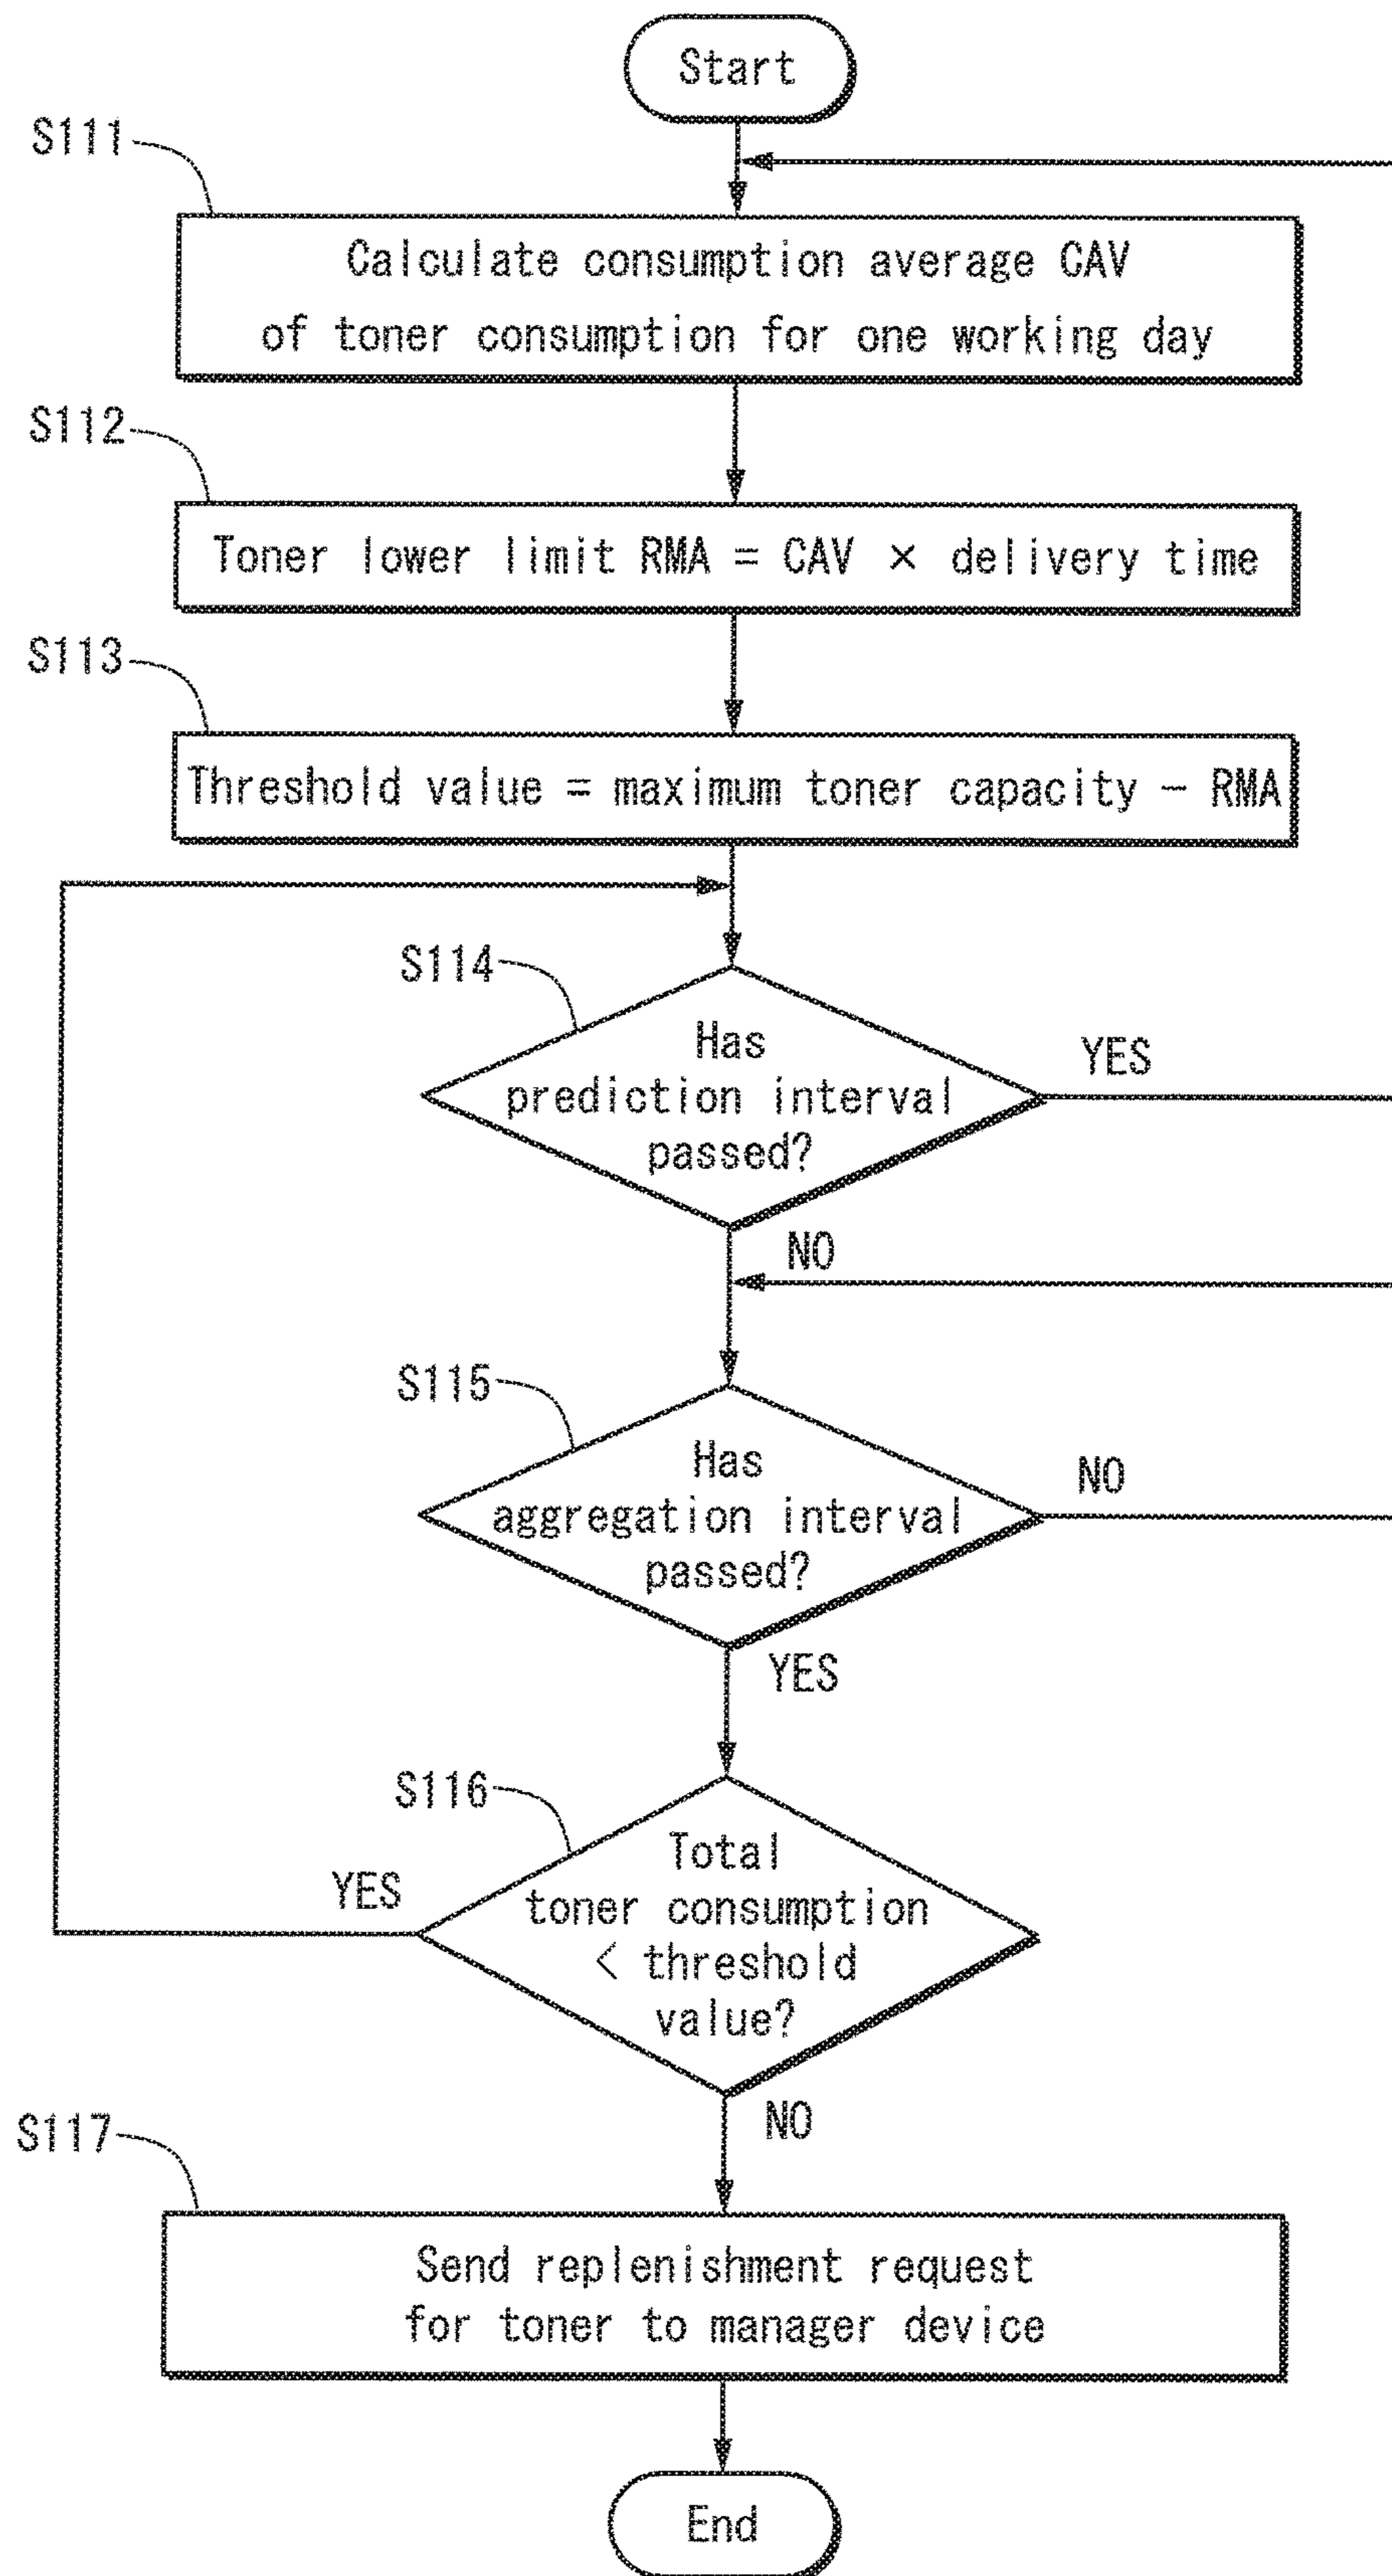 Start
S111
Calculate consumption average CAV
of toner consumption for one working day
S112
Toner lower limit RMA = CAV × delivery time
S113
Threshold value = maximum toner capacity − RMA
S114
Has
prediction interval
passed?
YES
NO
S115
Has
aggregation interval
passed?
NO
YES
S116
Total
toner consumption
< threshold
value?
YES
NO
S117
Send replenishment request
for toner to manager device
End